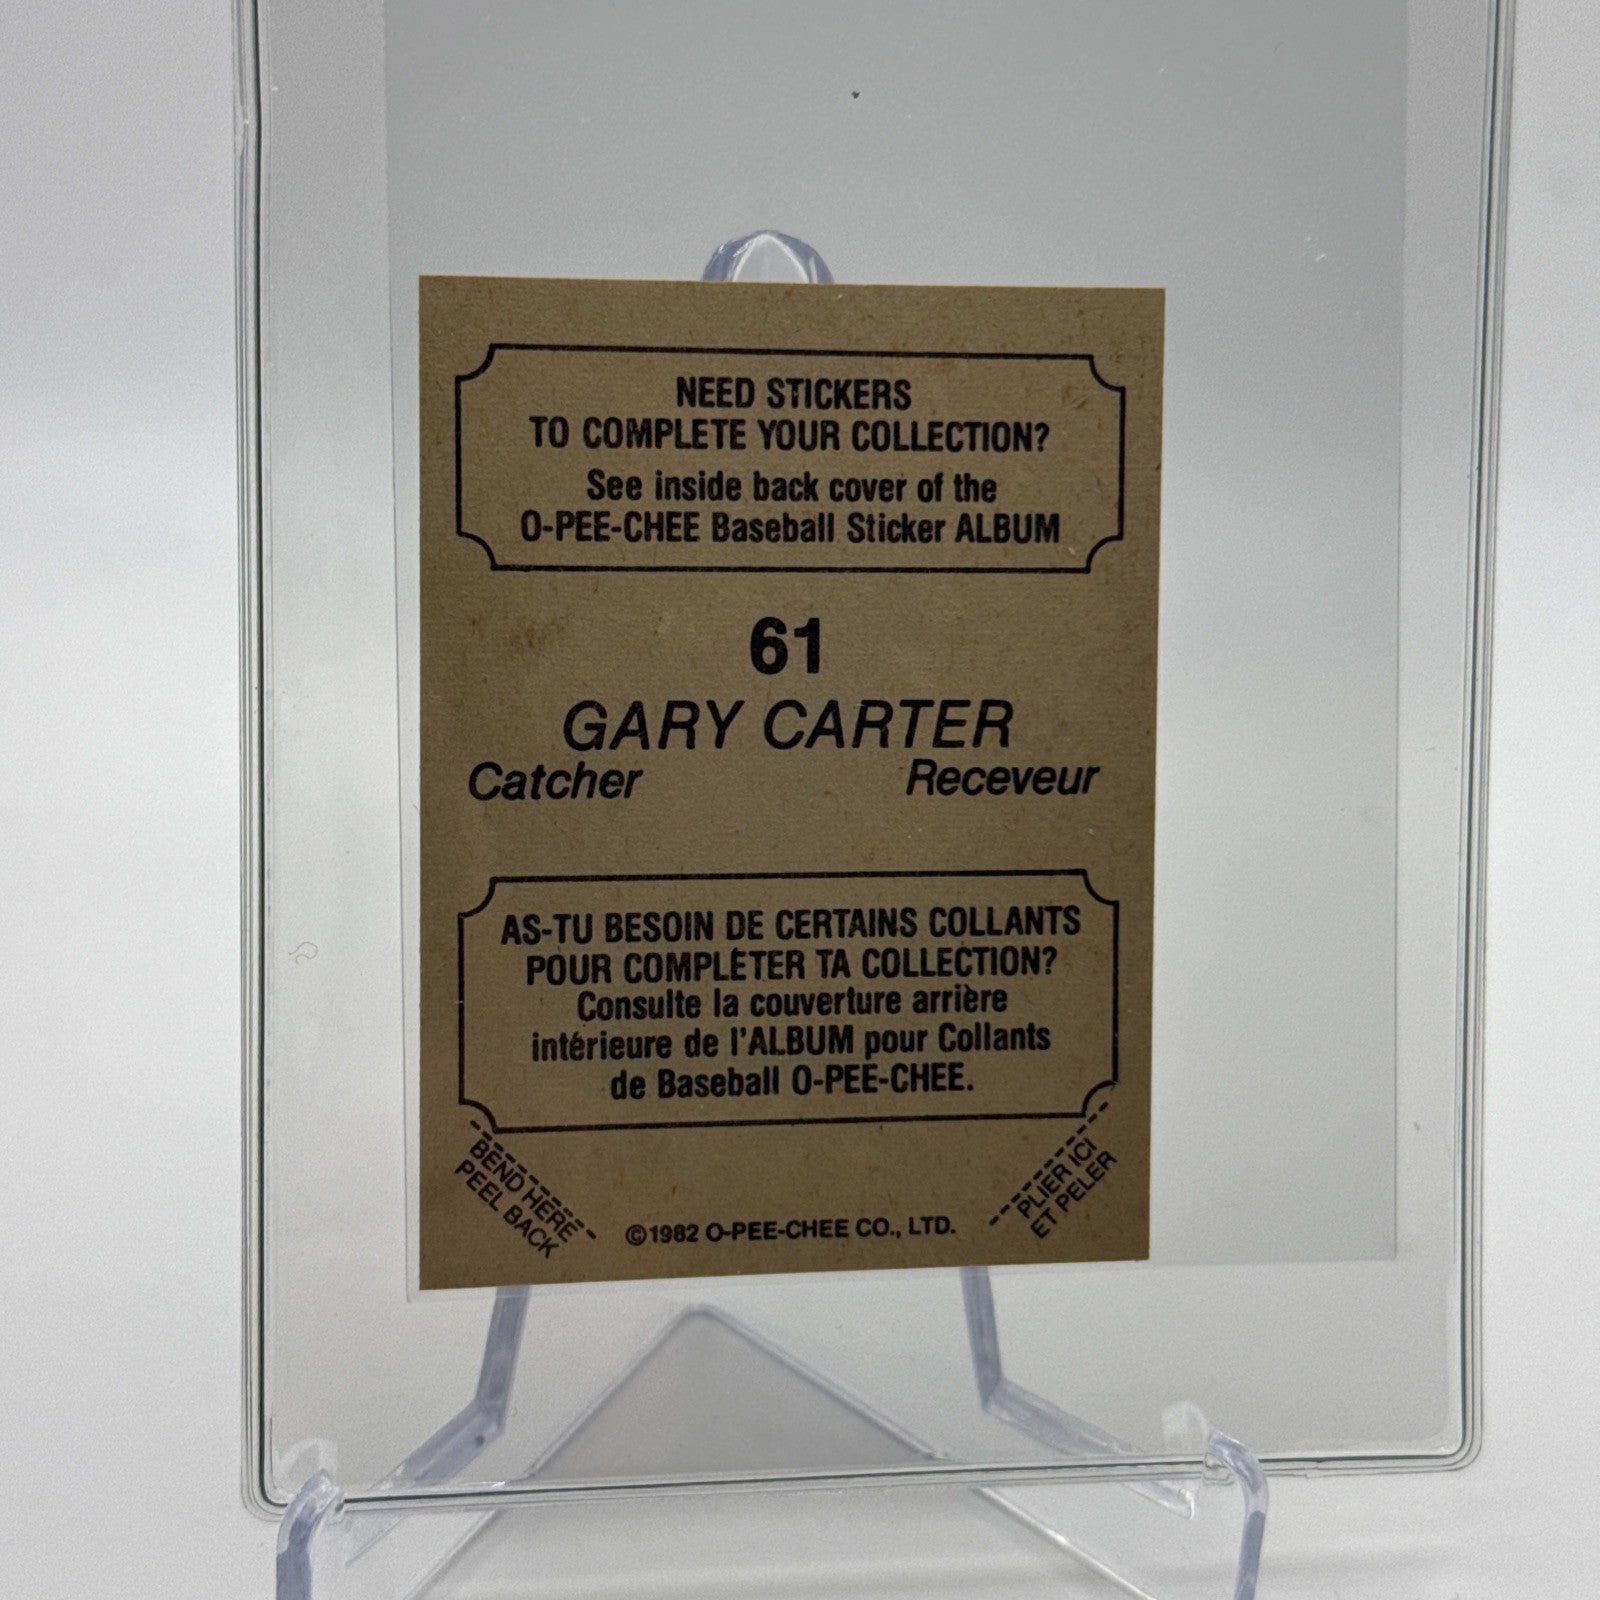 NEED STICKERS
TO COMPLETE YOUR COLLECTION?
See inside back cover of the
O-PEE-CHEE Baseball Sticker ALBUM
61
GARY CARTER
Catcher Receveur
AS-TU BESOIN DE CERTAINS COLLANTS
POUR COMPLÉTER TA COLLECTION?
Consulte la couverture arrière
intérieure de l'ALBUM pour Collants
de Baseball O-PEE-CHEE.
BEND HERE
PEEL BACK
©1982 O-PEE-CHEE CO., LTD.
PLIER ICI
ET PELER